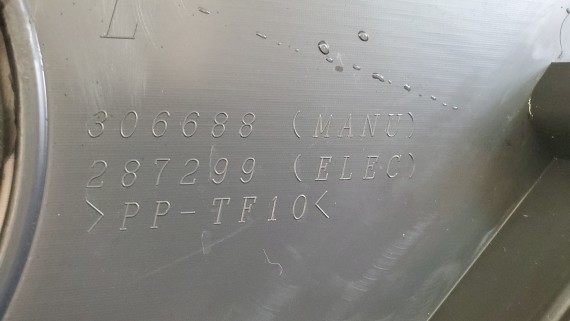 306688 (MANU)
287299 (ELEC)
>PP-TF10<